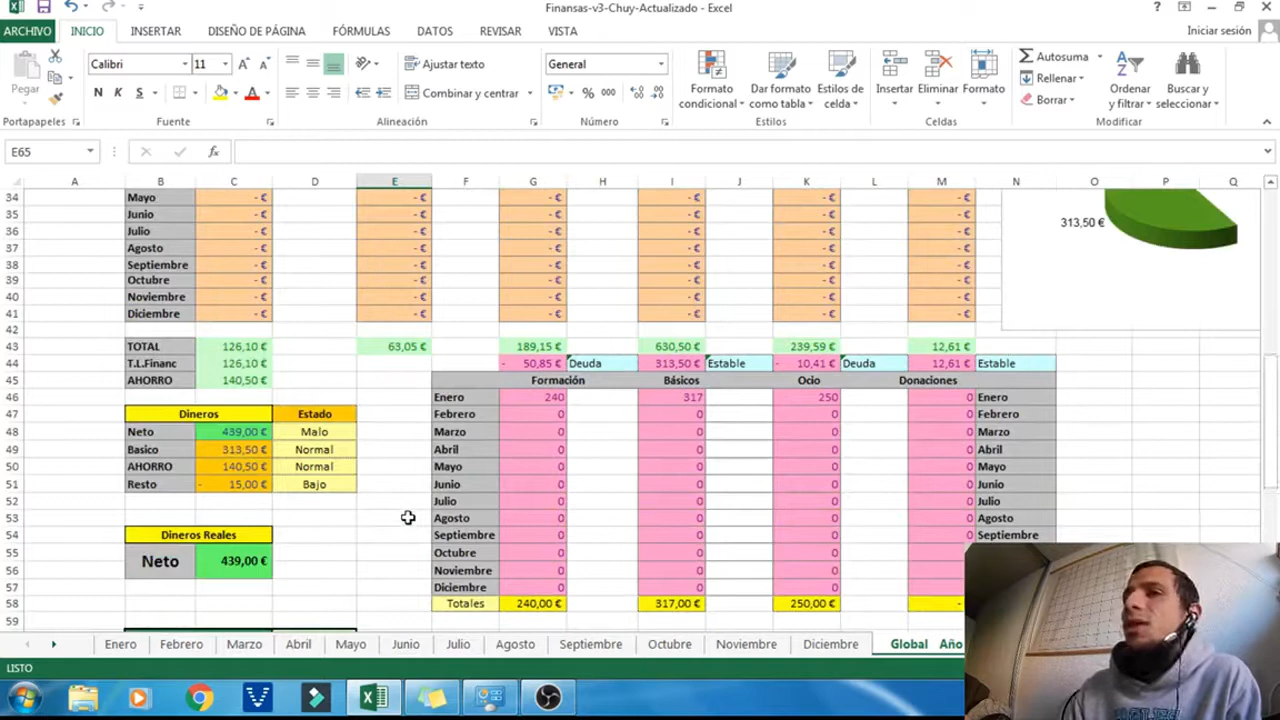 Finansas-v3-Chuy-Actualizado - Excel
ARCHIVO INICIO INSERTAR DISEÑO DE PÁGINA FÓRMULAS DATOS REVISAR VISTA Iniciar sesión
Calibri 11 Ajustar texto General Autosuma
Pegar N K S Combinar y centrar % 000 Formato condicional Formato como tabla Estilos de celda Insertar Eliminar Formato Rellenar Borrar Ordenar y filtrar Buscar y seleccionar
Portapapeles Fuente Alineación Número Estilos Celdas Modificar
E65 fx
A B C D E F G H I J K L M N O P Q
34 Mayo - € - € - € - € - € - €
35 Junio - € - € - € - € - € - € 313,50 €
36 Julio - € - € - € - € - € - €
37 Agosto - € - € - € - € - € - €
38 Septiembre - € - € - € - € - € - €
39 Octubre - € - € - € - € - € - €
40 Noviembre - € - € - € - € - € - €
41 Diciembre - € - € - € - € - € - €
42
43 TOTAL 126,10 € 63,05 € 189,15 € 630,50 € 239,59 € 12,61 €
44 T.L.Financ 126,10 € - 50,85 € Deuda 313,50 € Estable - 10,41 € Deuda 12,61 € Estable
45 AHORRO 140,50 € Formación Básicos Ocio Donaciones
46 Enero 240 317 250 0 Enero
47 Dineros Estado Febrero 0 0 0 0 Febrero
48 Neto 439,00 € Malo Marzo 0 0 0 0 Marzo
49 Basico 313,50 € Normal Abril 0 0 0 0 Abril
50 AHORRO 140,50 € Normal Mayo 0 0 0 0 Mayo
51 Resto - 15,00 € Bajo Junio 0 0 0 0 Junio
52 Julio 0 0 0 0 Julio
53 Agosto 0 0 0 0 Agosto
54 Dineros Reales Septiembre 0 0 0 0 Septiembre
55 Neto 439,00 € Octubre 0 0 0
56 Noviembre 0 0 0
57 Diciembre 0 0 0
58 Totales 240,00 € 317,00 € 250,00 € -
59
Enero Febrero Marzo Abril Mayo Junio Julio Agosto Septiembre Octubre Noviembre Diciembre Global Año
LISTO